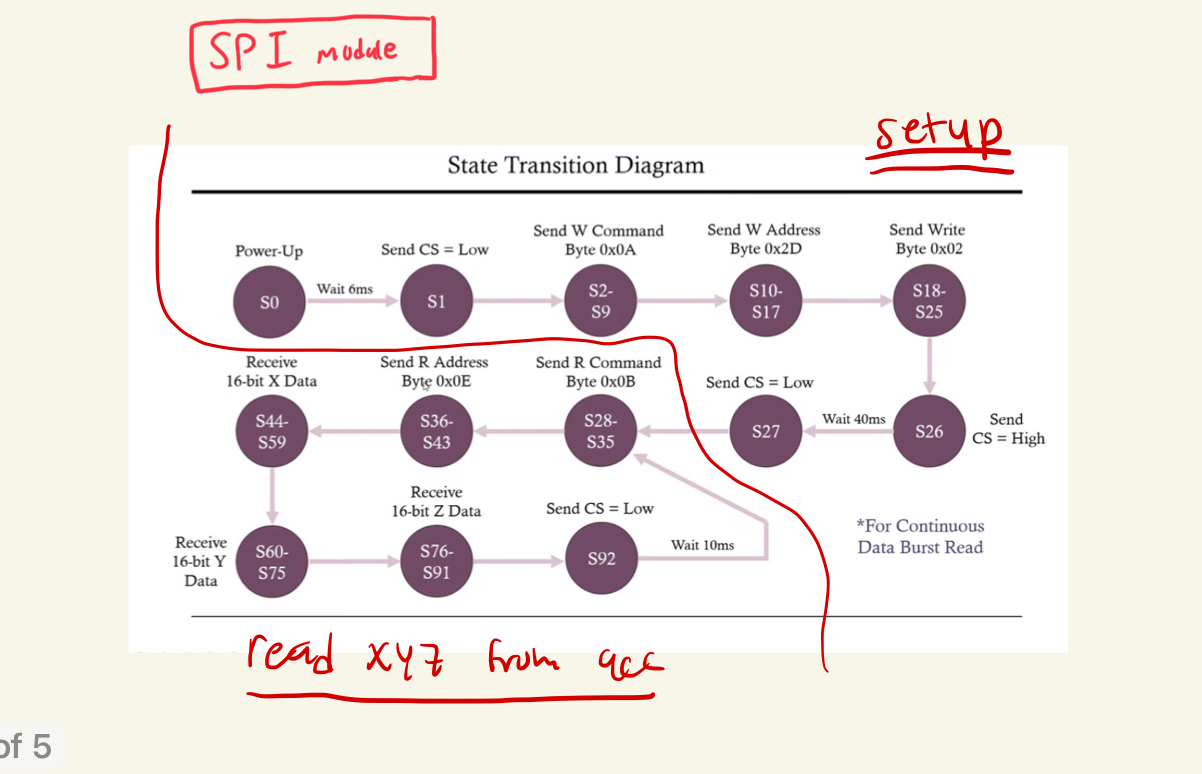 SPI module
setup
State Transition Diagram
Power-Up
S0
Wait 6ms
Send CS = Low
S1
Send W Command
Byte 0x0A
S2-
S9
Send W Address
Byte 0x2D
S10-
S17
Send Write
Byte 0x02
S18-
S25
Receive
16-bit X Data
S44-
S59
Send R Address
Byte 0x0E
S36-
S43
Send R Command
Byte 0x0B
S28-
S35
Send CS = Low
S27
Wait 40ms
S26
Send
CS = High
Receive
16-bit Y
Data
S60-
S75
Receive
16-bit Z Data
S76-
S91
Send CS = Low
S92
Wait 10ms
*For Continuous
Data Burst Read
read xyz from acc
of 5